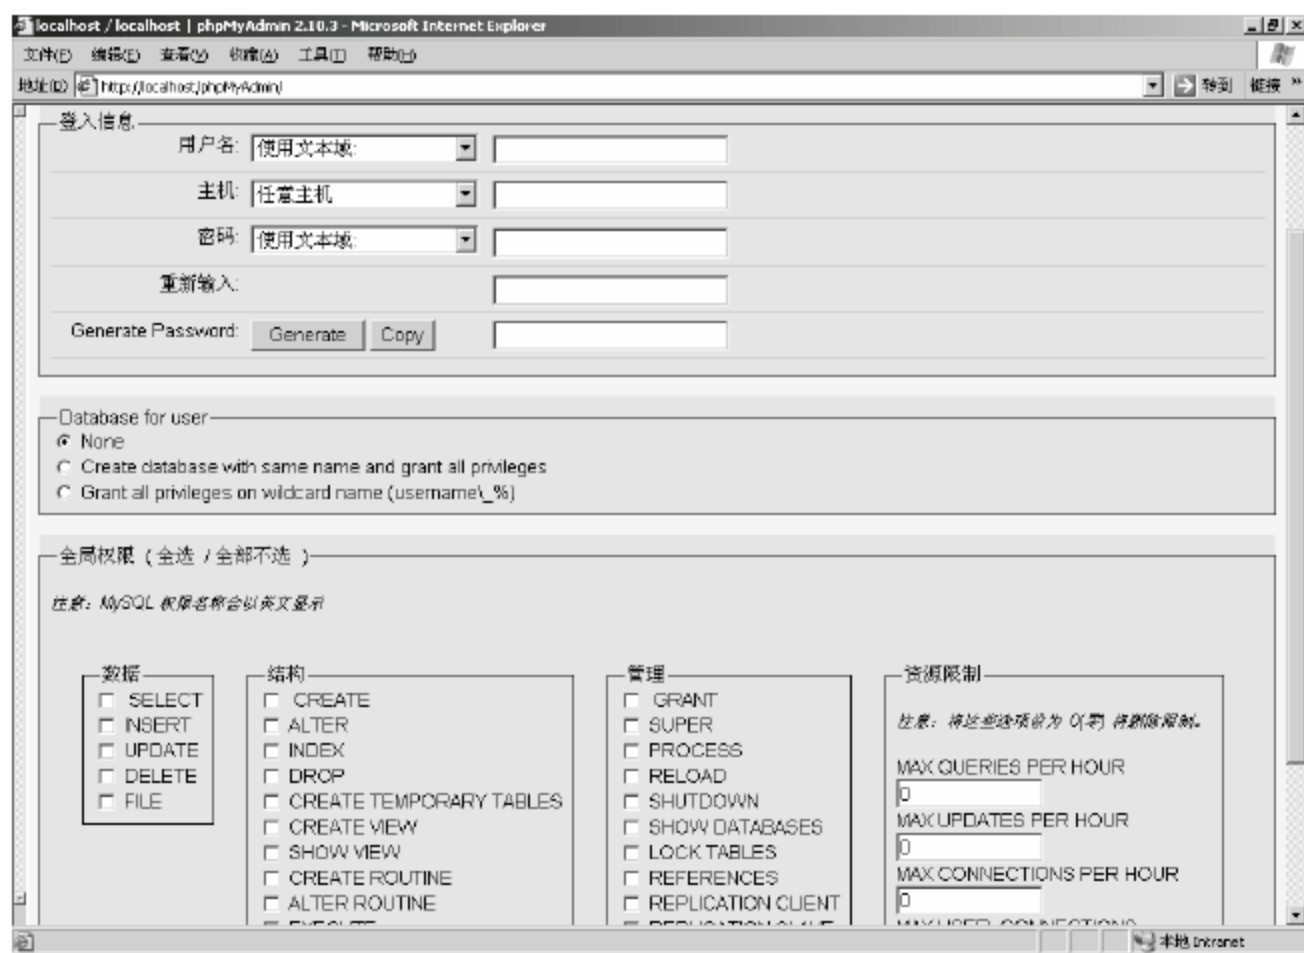 localhost / localhost | phpMyAdmin 2.10.3 - Microsoft Internet Explorer
文件(F) 编辑(E) 查看(V) 收藏(A) 工具(T) 帮助(H)
地址(D) http://localhost/phpMyAdmin/ 转到 链接 »
登入信息
用户名: 使用文本域:
主机: 任意主机
密码: 使用文本域:
重新输入:
Generate Password: Generate Copy
Database for user
None
Create database with same name and grant all privileges
Grant all privileges on wildcard name (username\_%)
全局权限 ( 全选 / 全部不选 )
注意: MySQL 权限名称会以英文显示
数据
SELECT
INSERT
UPDATE
DELETE
FILE
结构
CREATE
ALTER
INDEX
DROP
CREATE TEMPORARY TABLES
CREATE VIEW
SHOW VIEW
CREATE ROUTINE
ALTER ROUTINE
EXECUTE
管理
GRANT
SUPER
PROCESS
RELOAD
SHUTDOWN
SHOW DATABASES
LOCK TABLES
REFERENCES
REPLICATION CLIENT
REPLICATION SLAVE
资源限制
注意: 将这些选项设为 0(零) 将删除限制。
MAX QUERIES PER HOUR
0
MAX UPDATES PER HOUR
0
MAX CONNECTIONS PER HOUR
0
MAX USER_CONNECTIONS
本地 Intranet